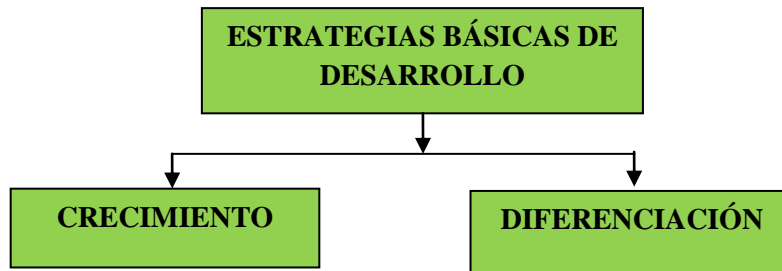 ESTRATEGIAS BÁSICAS DE
DESARROLLO
CRECIMIENTO
DIFERENCIACIÓN